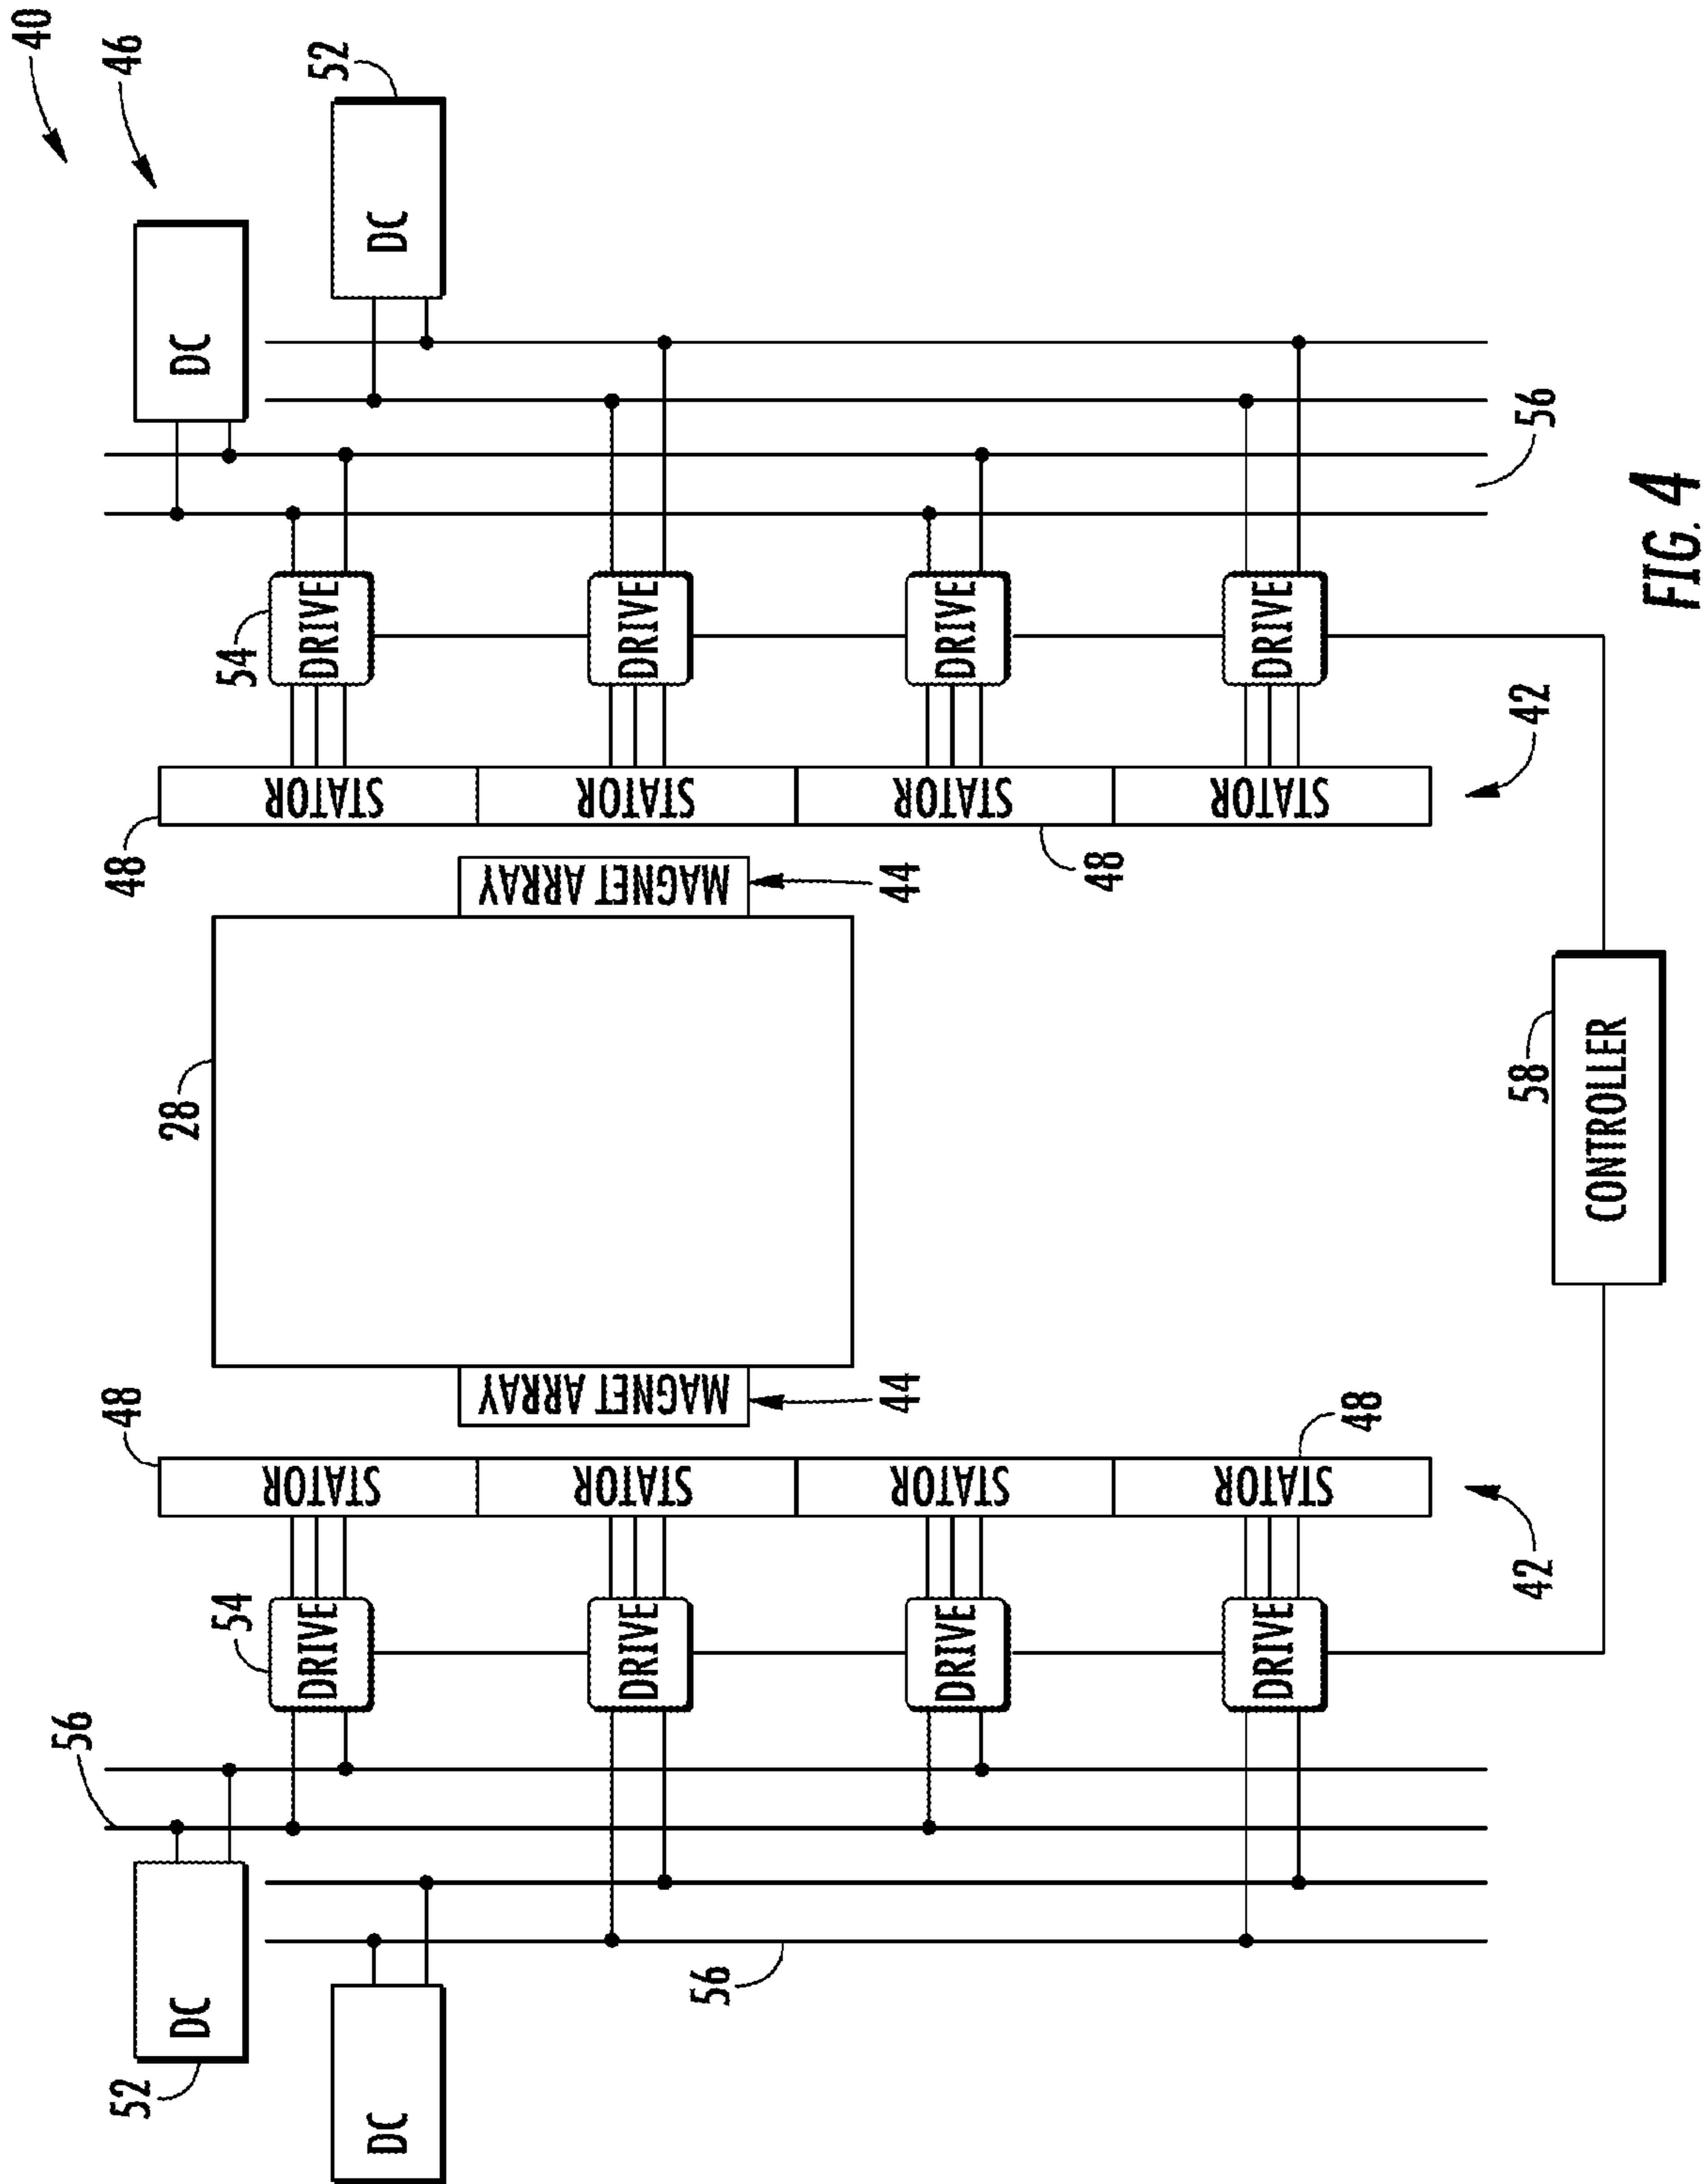 40
46
52
DC
DC
56
FIG. 4
54
DRIVE
DRIVE
DRIVE
DRIVE
42
STATOR
STATOR
STATOR
STATOR
48
48
MAGNET ARRAY
44
28
58
CONTROLLER
MAGNET ARRAY
44
48
48
STATOR
STATOR
STATOR
STATOR
42
54
DRIVE
DRIVE
DRIVE
DRIVE
56
56
DC
52
DC